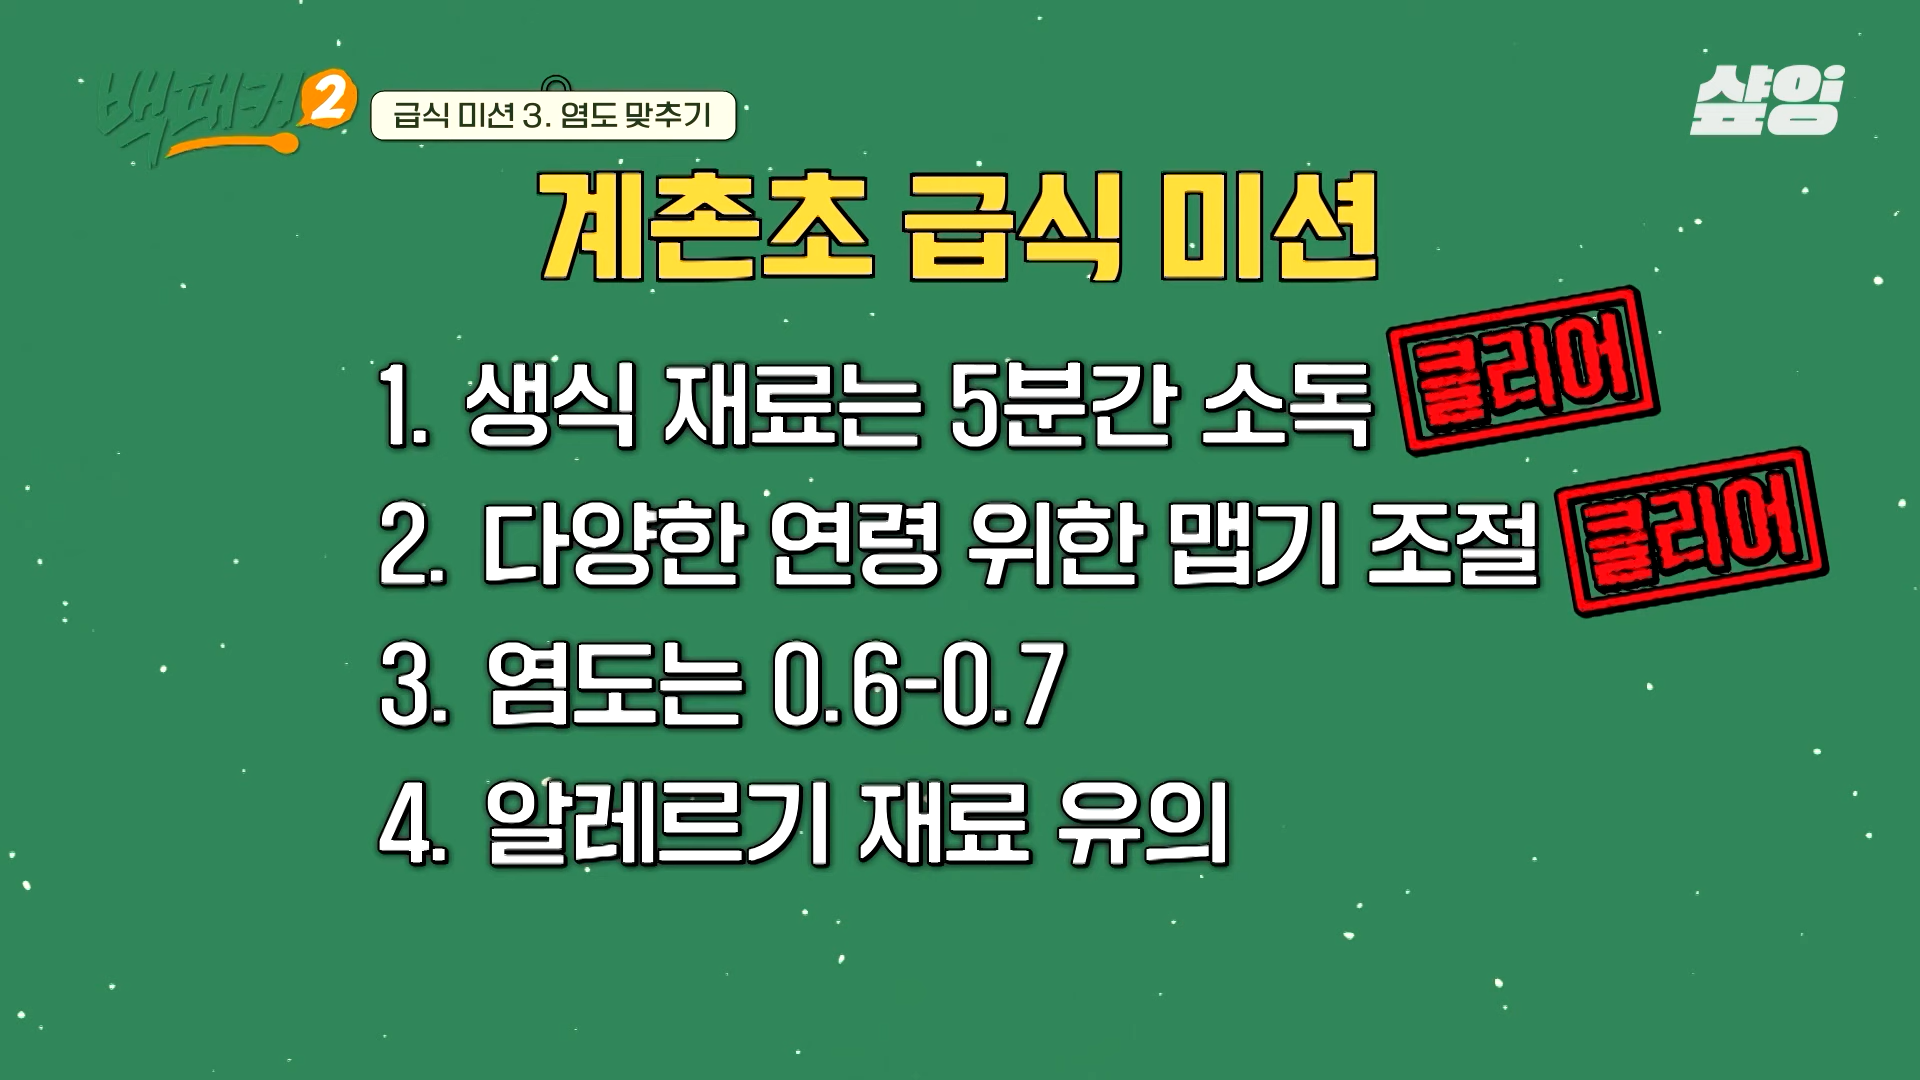 백패커2
급식 미션 3. 염도 맞추기
샾잉
계촌초 급식 미션
1. 생식 재료는 5분간 소독
클리어
2. 다양한 연령 위한 맵기 조절
클리어
3. 염도는 0.6-0.7
4. 알레르기 재료 유의